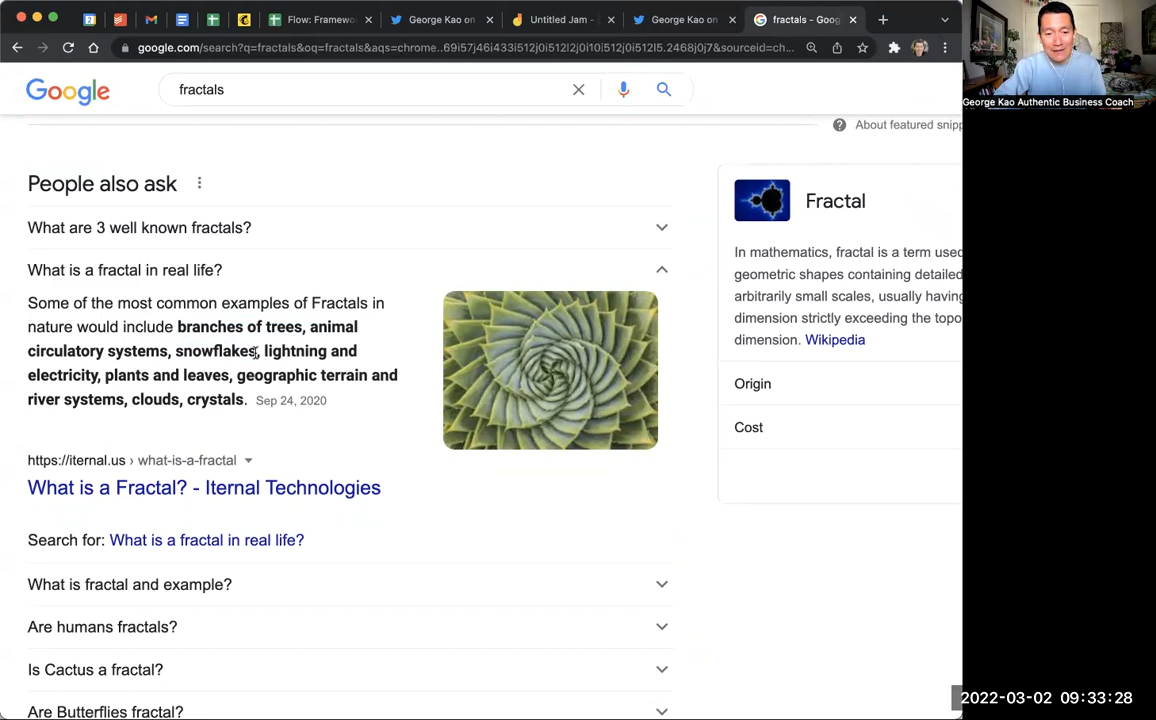 Flow: Framewo
George Kao on
Untitled Jam -
George Kao on
fractals - Goog
google.com/search?q=fractals&oq=fractals&aqs=chrome..69i57j46i433i512j0i512l2j0i10i512j0i512l5.2468j0j7&sourceid=ch...
George Kao Authentic Business Coach
Google
fractals
About featured snipp
People also ask
What are 3 well known fractals?
What is a fractal in real life?
Some of the most common examples of Fractals in
nature would include branches of trees, animal
circulatory systems, snowflakes, lightning and
electricity, plants and leaves, geographic terrain and
river systems, clouds, crystals. Sep 24, 2020
https://iternal.us › what-is-a-fractal
What is a Fractal? - Iternal Technologies
Search for: What is a fractal in real life?
What is fractal and example?
Are humans fractals?
Is Cactus a fractal?
Are Butterflies fractal?
Fractal
In mathematics, fractal is a term used
geometric shapes containing detailed
arbitrarily small scales, usually having
dimension strictly exceeding the topo
dimension. Wikipedia
Origin
Cost
2022-03-02 09:33:28